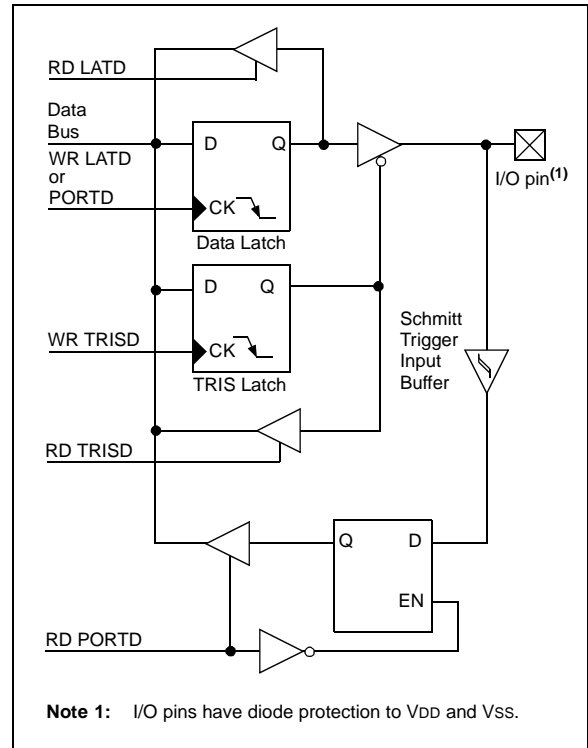 RD LATD
Data
Bus
WR LATD
or
PORTD
D Q
CK
Data Latch
I/O pin(1)
D Q
WR TRISD
CK
TRIS Latch
Schmitt
Trigger
Input
Buffer
RD TRISD
Q D
EN
RD PORTD
Note 1: I/O pins have diode protection to VDD and VSS.